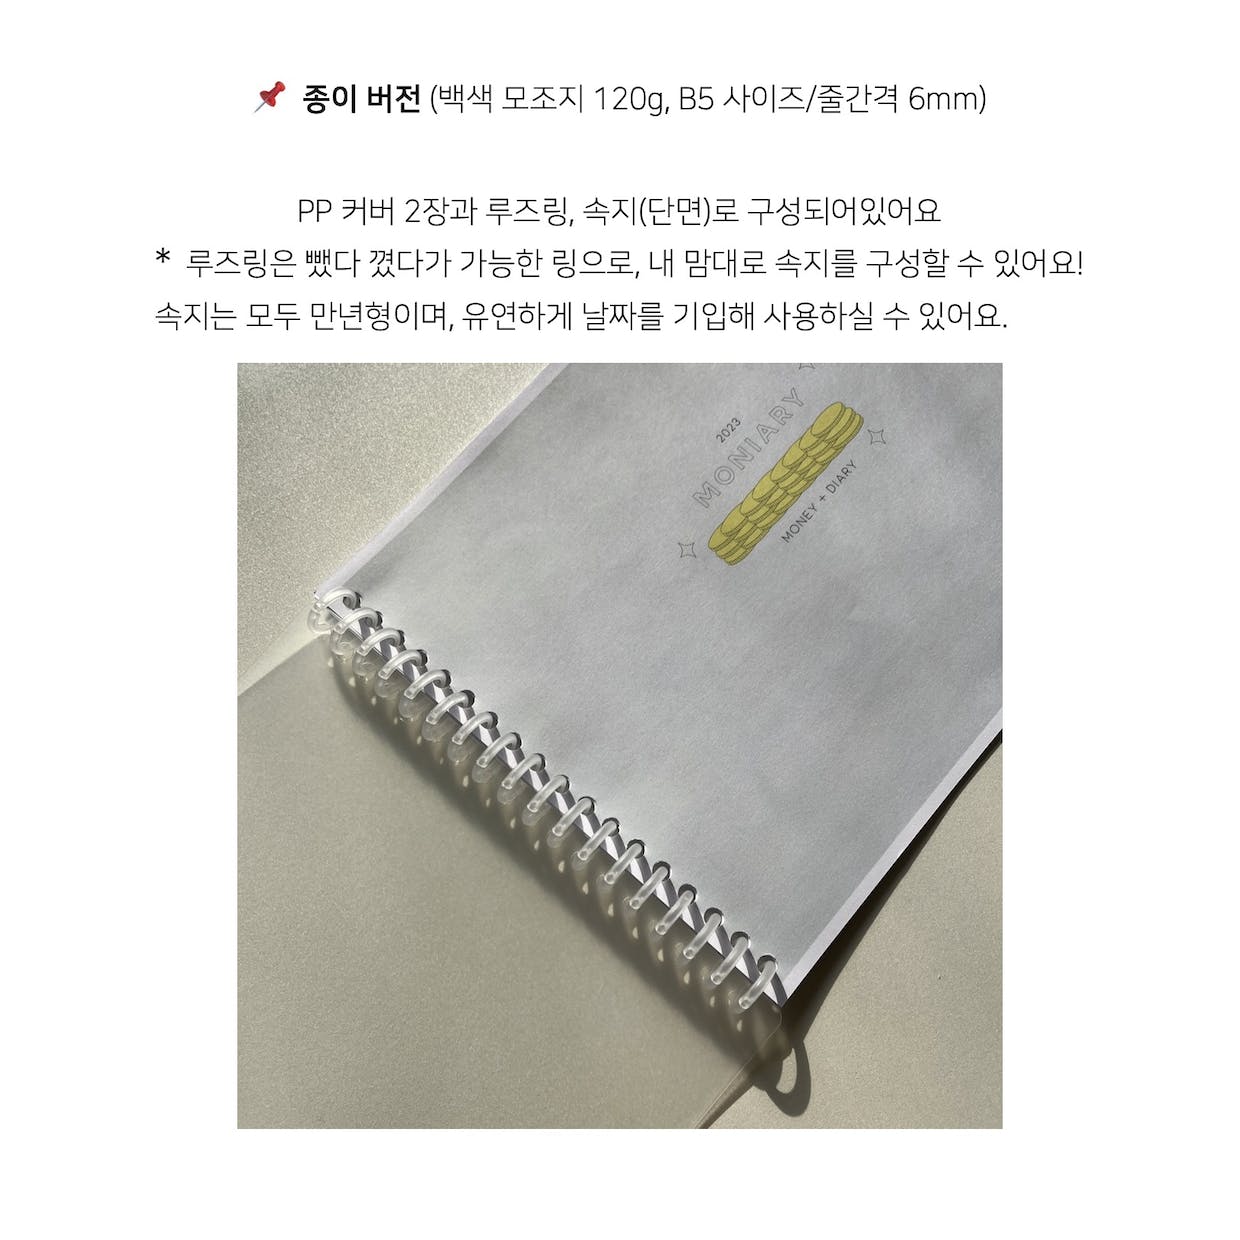 📌 종이 버전 (백색 모조지 120g, B5 사이즈/줄간격 6mm)
PP 커버 2장과 루즈링, 속지(단면)로 구성되어있어요
* 루즈링은 뺐다 꼈다가 가능한 링으로, 내 맘대로 속지를 구성할 수 있어요!
속지는 모두 만년형이며, 유연하게 날짜를 기입해 사용하실 수 있어요.
2023
MONIARY
MONEY + DIARY